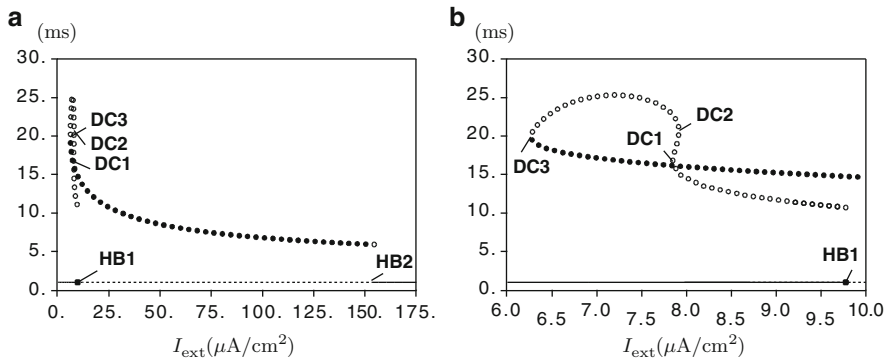 a
(ms)
30.
25.
20.
15.
10.
5.
0.
DC3
DC2
DC1
HB1
HB2
0. 25. 50. 75. 100. 125. 150. 175.
I_ext(μA/cm²)
b
(ms)
30.
25.
20.
15.
10.
5.
0.
DC3
DC1
DC2
HB1
6.0 6.5 7.0 7.5 8.0 8.5 9.0 9.5 10.0
I_ext(μA/cm²)